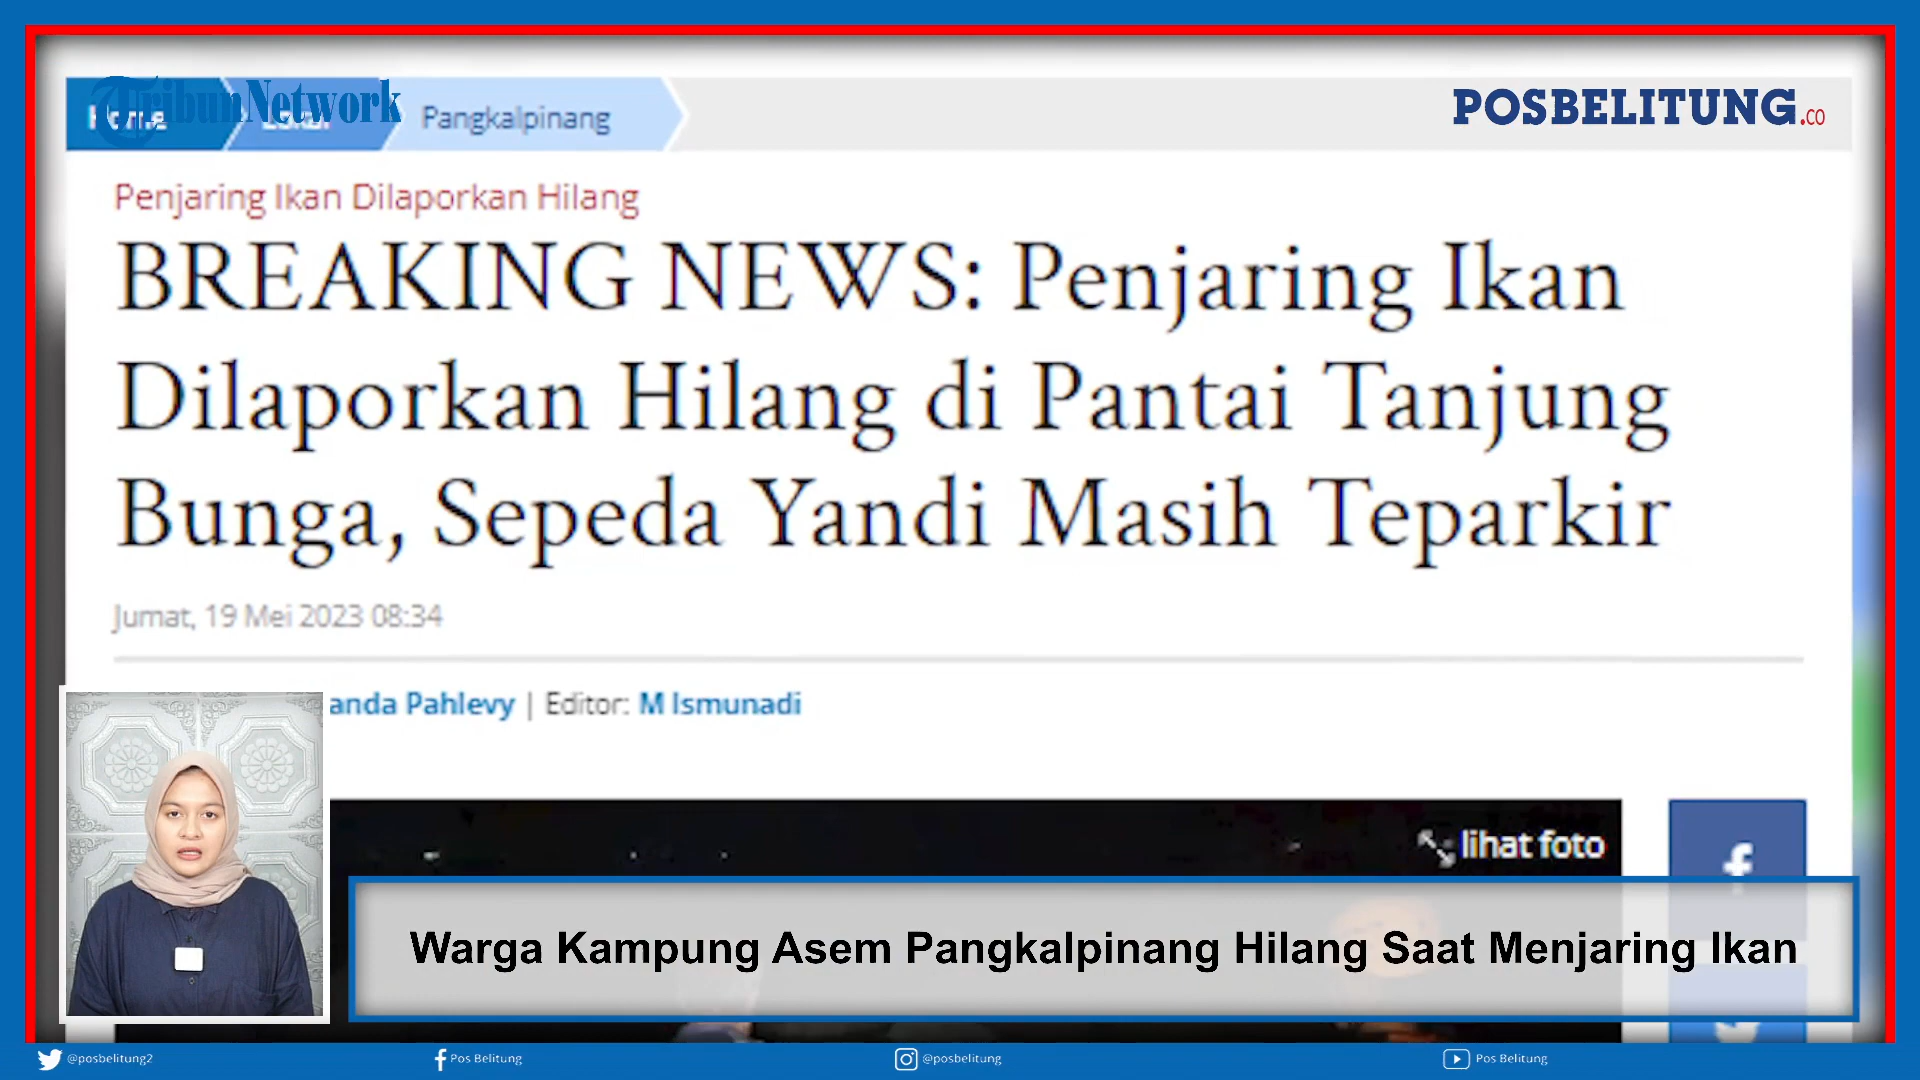 TribunNetwork
Home
Pangkalpinang
POSBELITUNG.CO
Penjaring Ikan Dilaporkan Hilang
BREAKING NEWS: Penjaring Ikan
Dilaporkan Hilang di Pantai Tanjung
Bunga, Sepeda Yandi Masih Teparkir
Jumat, 19 Mei 2023 08:34
anda Pahlevy | Editor: M Ismunadi
lihat foto
Warga Kampung Asem Pangkalpinang Hilang Saat Menjaring Ikan
@posbelitung2
Pos Belitung
@posbelitung
Pos Belitung